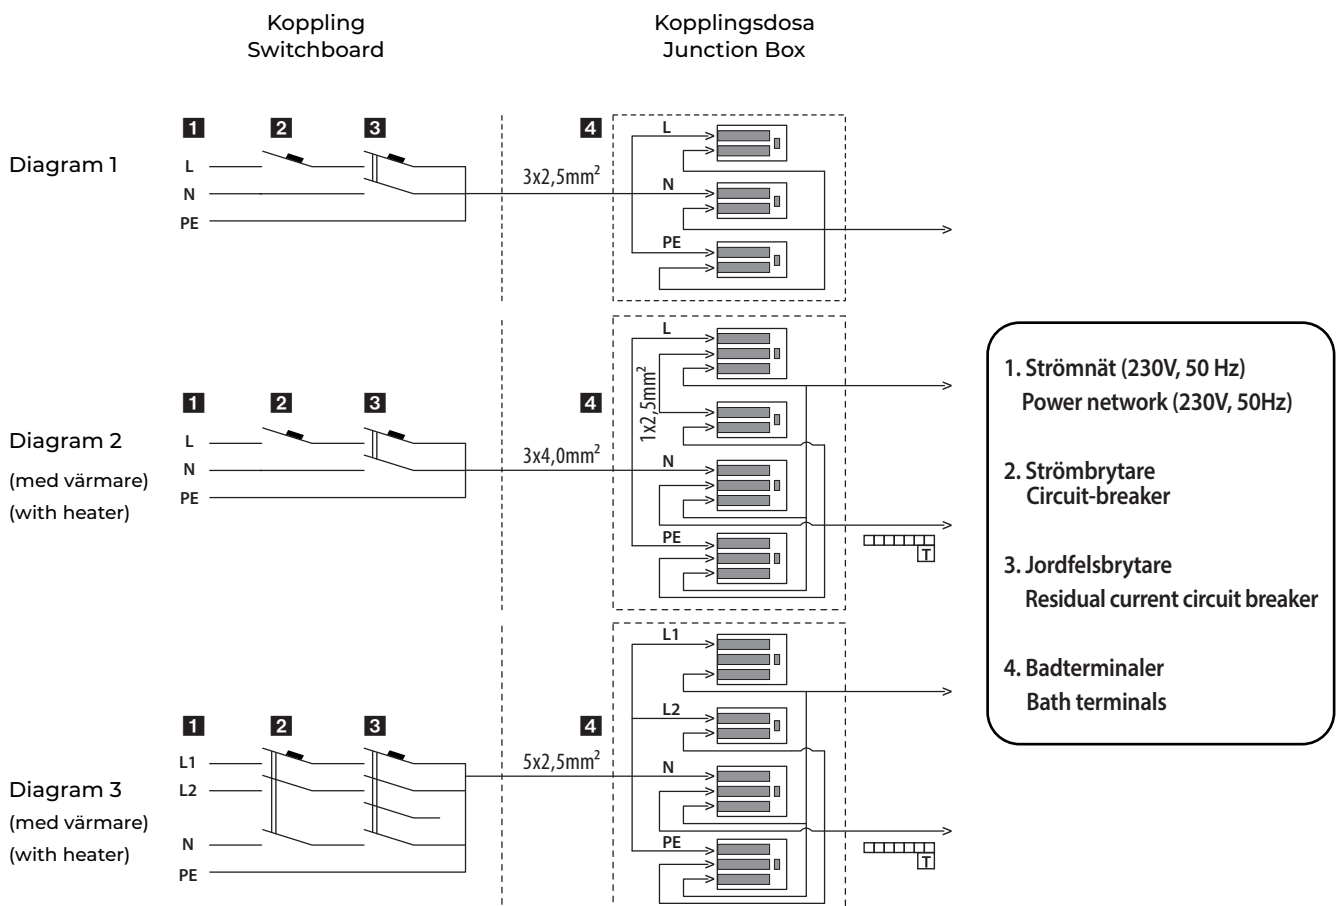 Koppling
Switchboard
Kopplingsdosa
Junction Box
Diagram 1
1 2 3 4
L
N
PE
3x2,5mm²
L
N
PE
Diagram 2
(med värmare)
(with heater)
1 2 3 4
L
N
PE
3x4,0mm²
L
1x2,5mm²
N
PE
T
Diagram 3
(med värmare)
(with heater)
1 2 3 4
L1
L2
N
PE
5x2,5mm²
L1
L2
N
PE
T
1. Strömnät (230V, 50 Hz)
Power network (230V, 50Hz)
2. Strömbrytare
Circuit-breaker
3. Jordfelsbrytare
Residual current circuit breaker
4. Badterminaler
Bath terminals